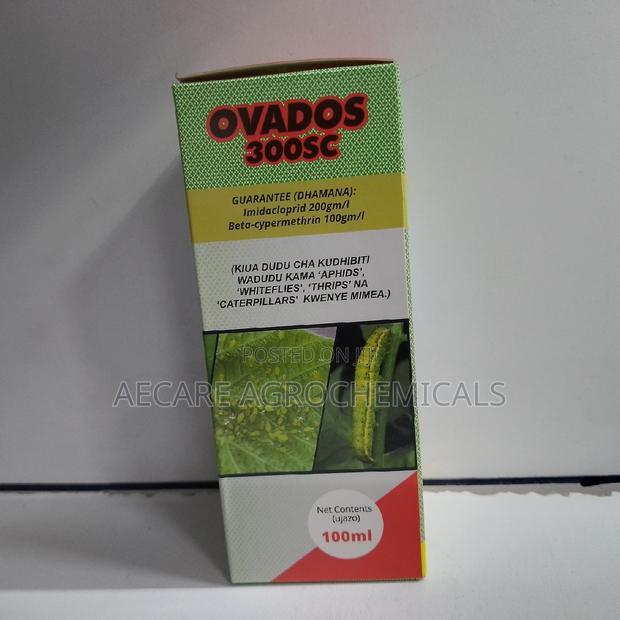 OVADOS
300SC
GUARANTEE (DHAMANA):
Imidacloprid 200gm/l
Beta-cypermethrin 100gm/l
(KIUA DUDU CHA KUDHIBITI
WADUDU KAMA 'APHIDS',
'WHITEFLIES', 'THRIPS' NA
'CATERPILLARS' KWENYE MIMEA.)
POSTED ON
AECARE AGROCHEMICALS
Net Contents
(ujazo)
100ml